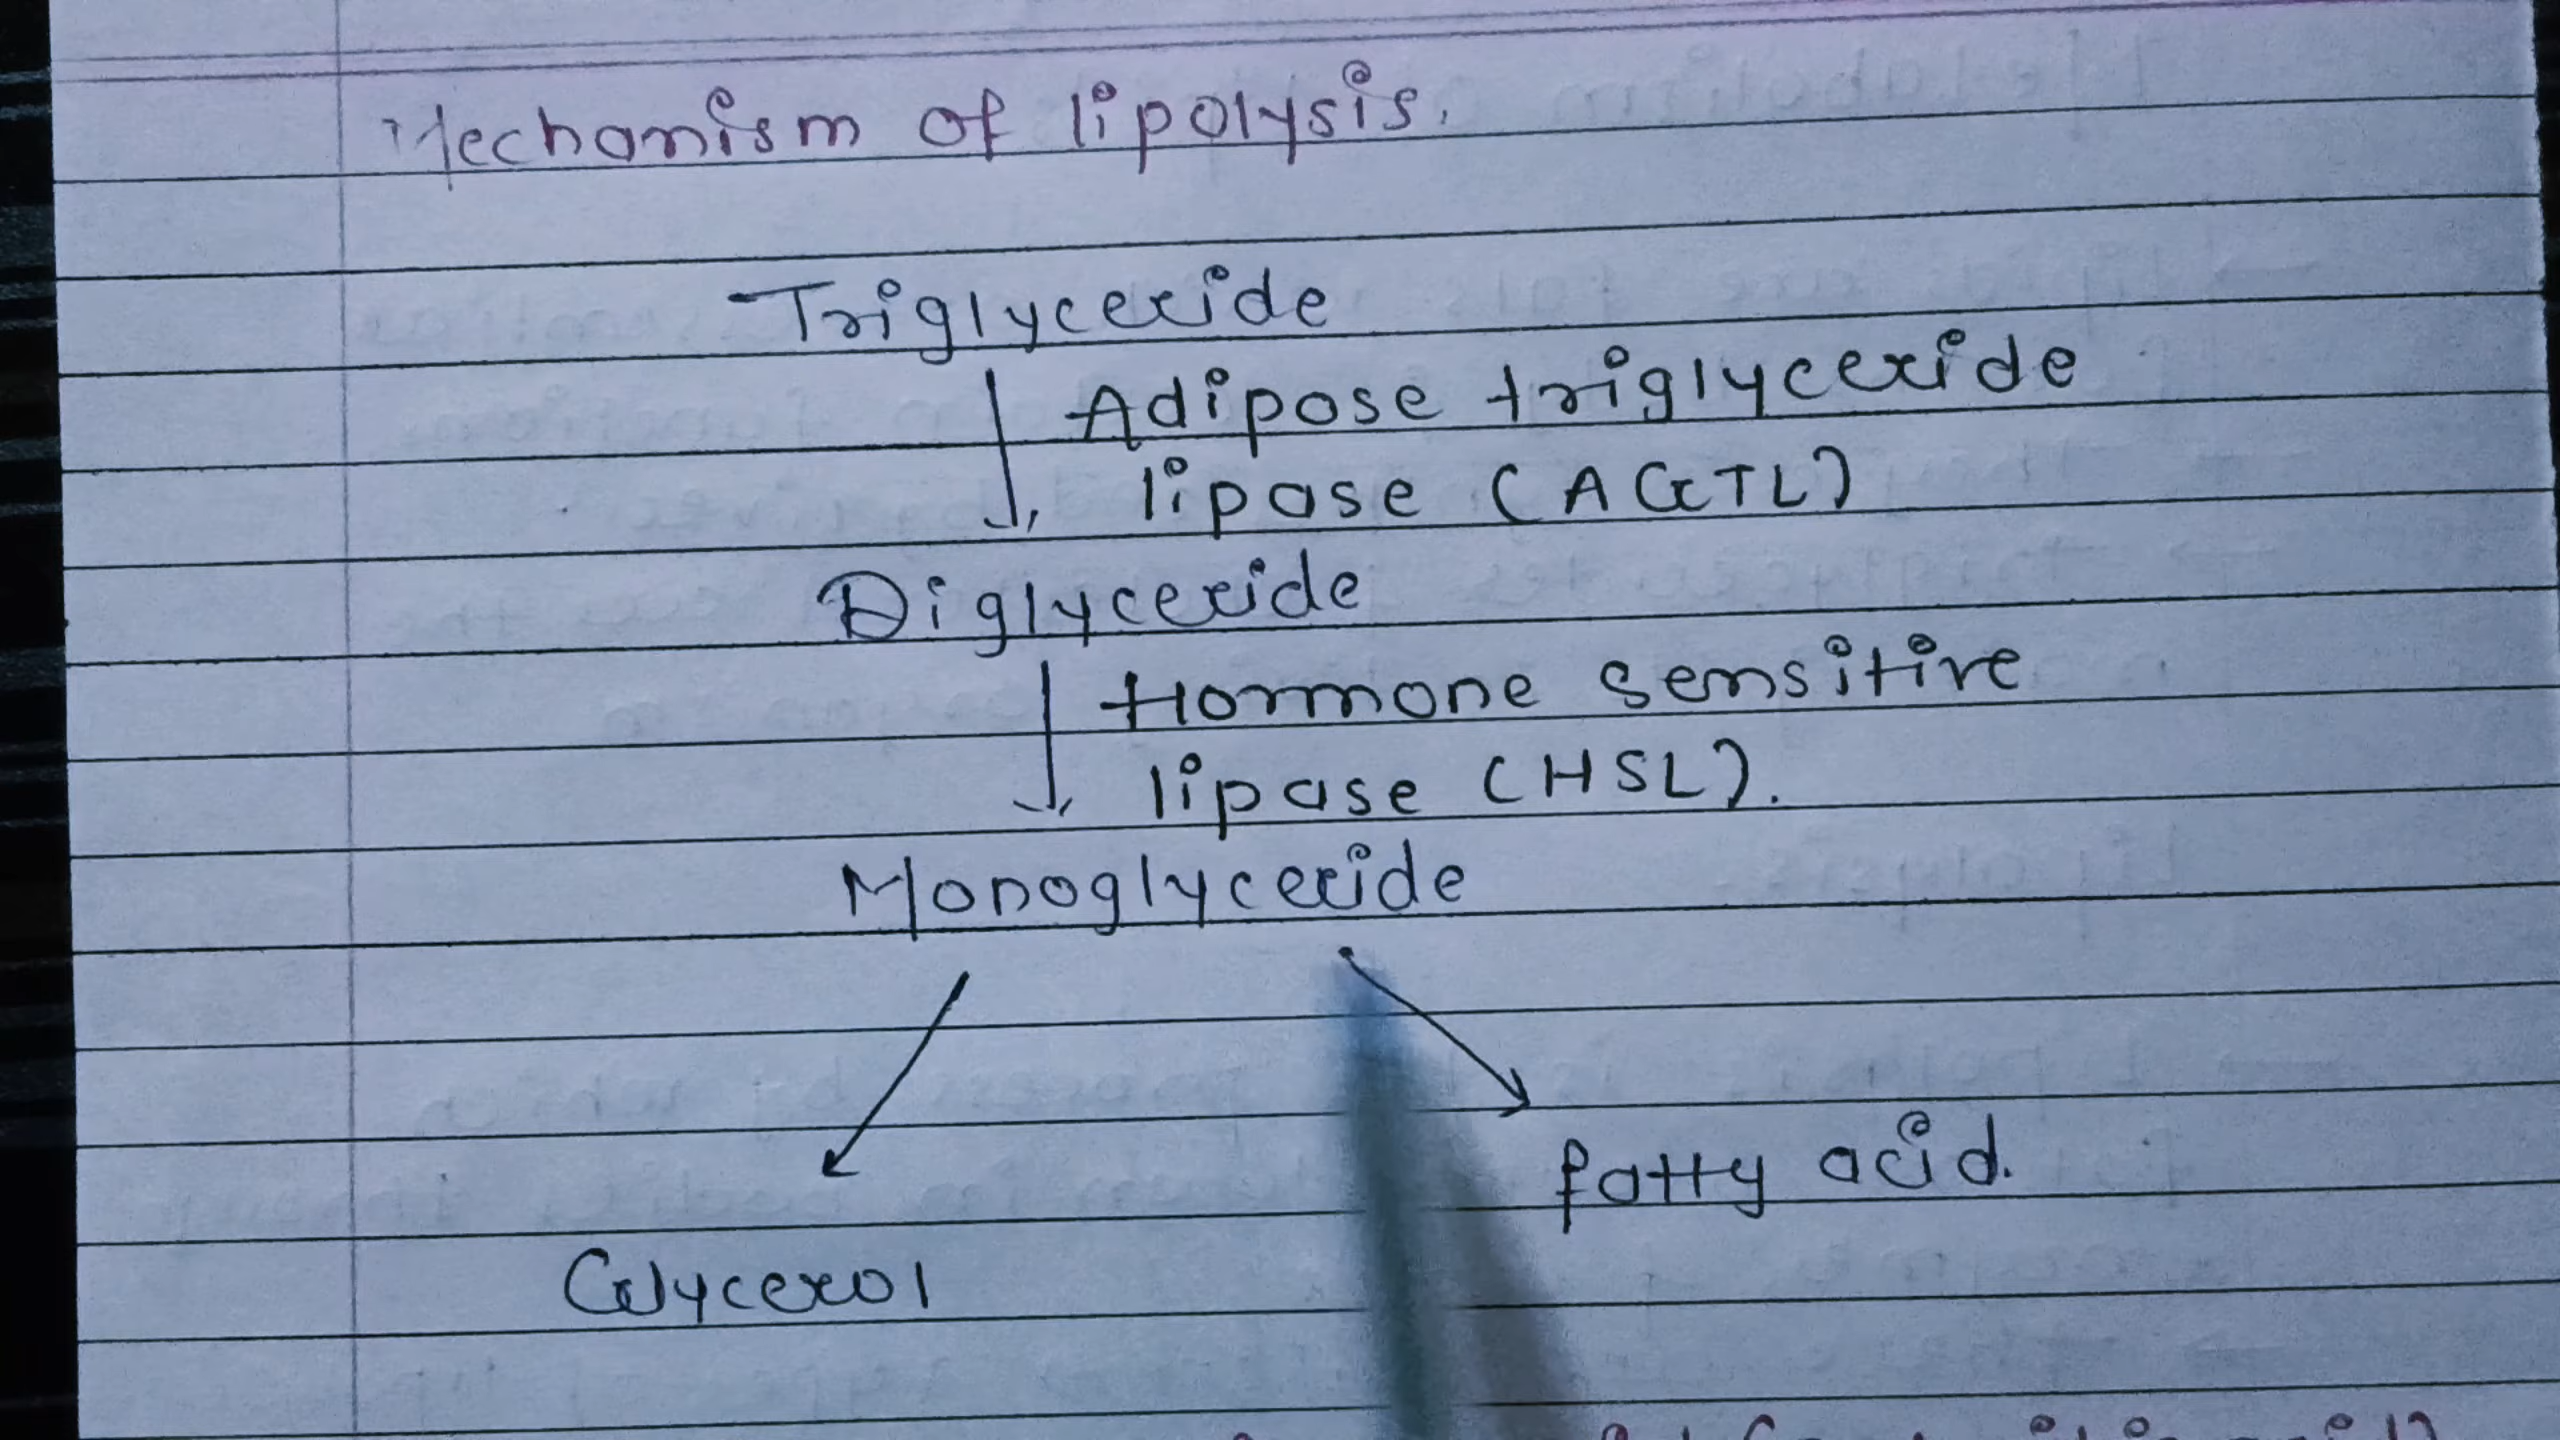 Mechanism of lipolysis.
Triglyceride
Adipose triglyceride
lipase (AGTL)
Diglyceride
Hormone sensitive
lipase (HSL).
Monoglyceride
fatty acid.
Glycerol